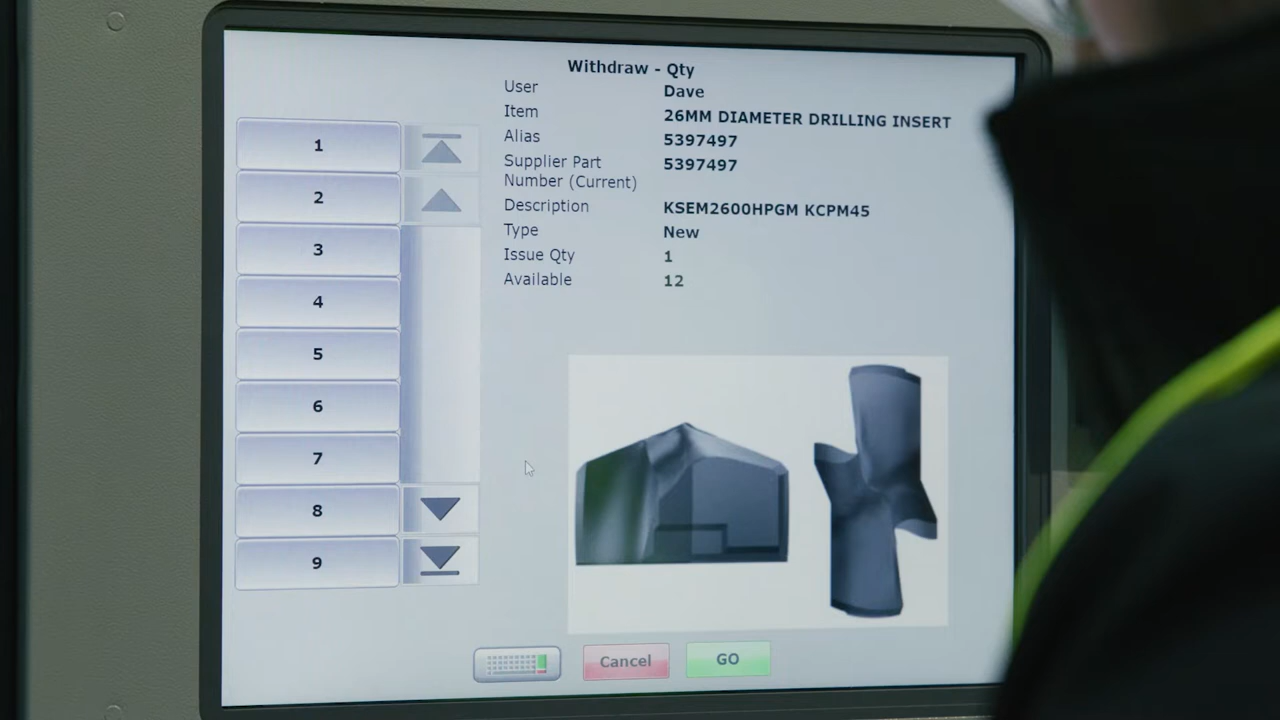 Withdraw - Qty
User Dave
Item 26MM DIAMETER DRILLING INSERT
Alias 5397497
Supplier Part 5397497
Number (Current)
Description KSEM2600HPGM KCPM45
Type New
Issue Qty 1
Available 12
1
2
3
4
5
6
7
8
9
Cancel GO